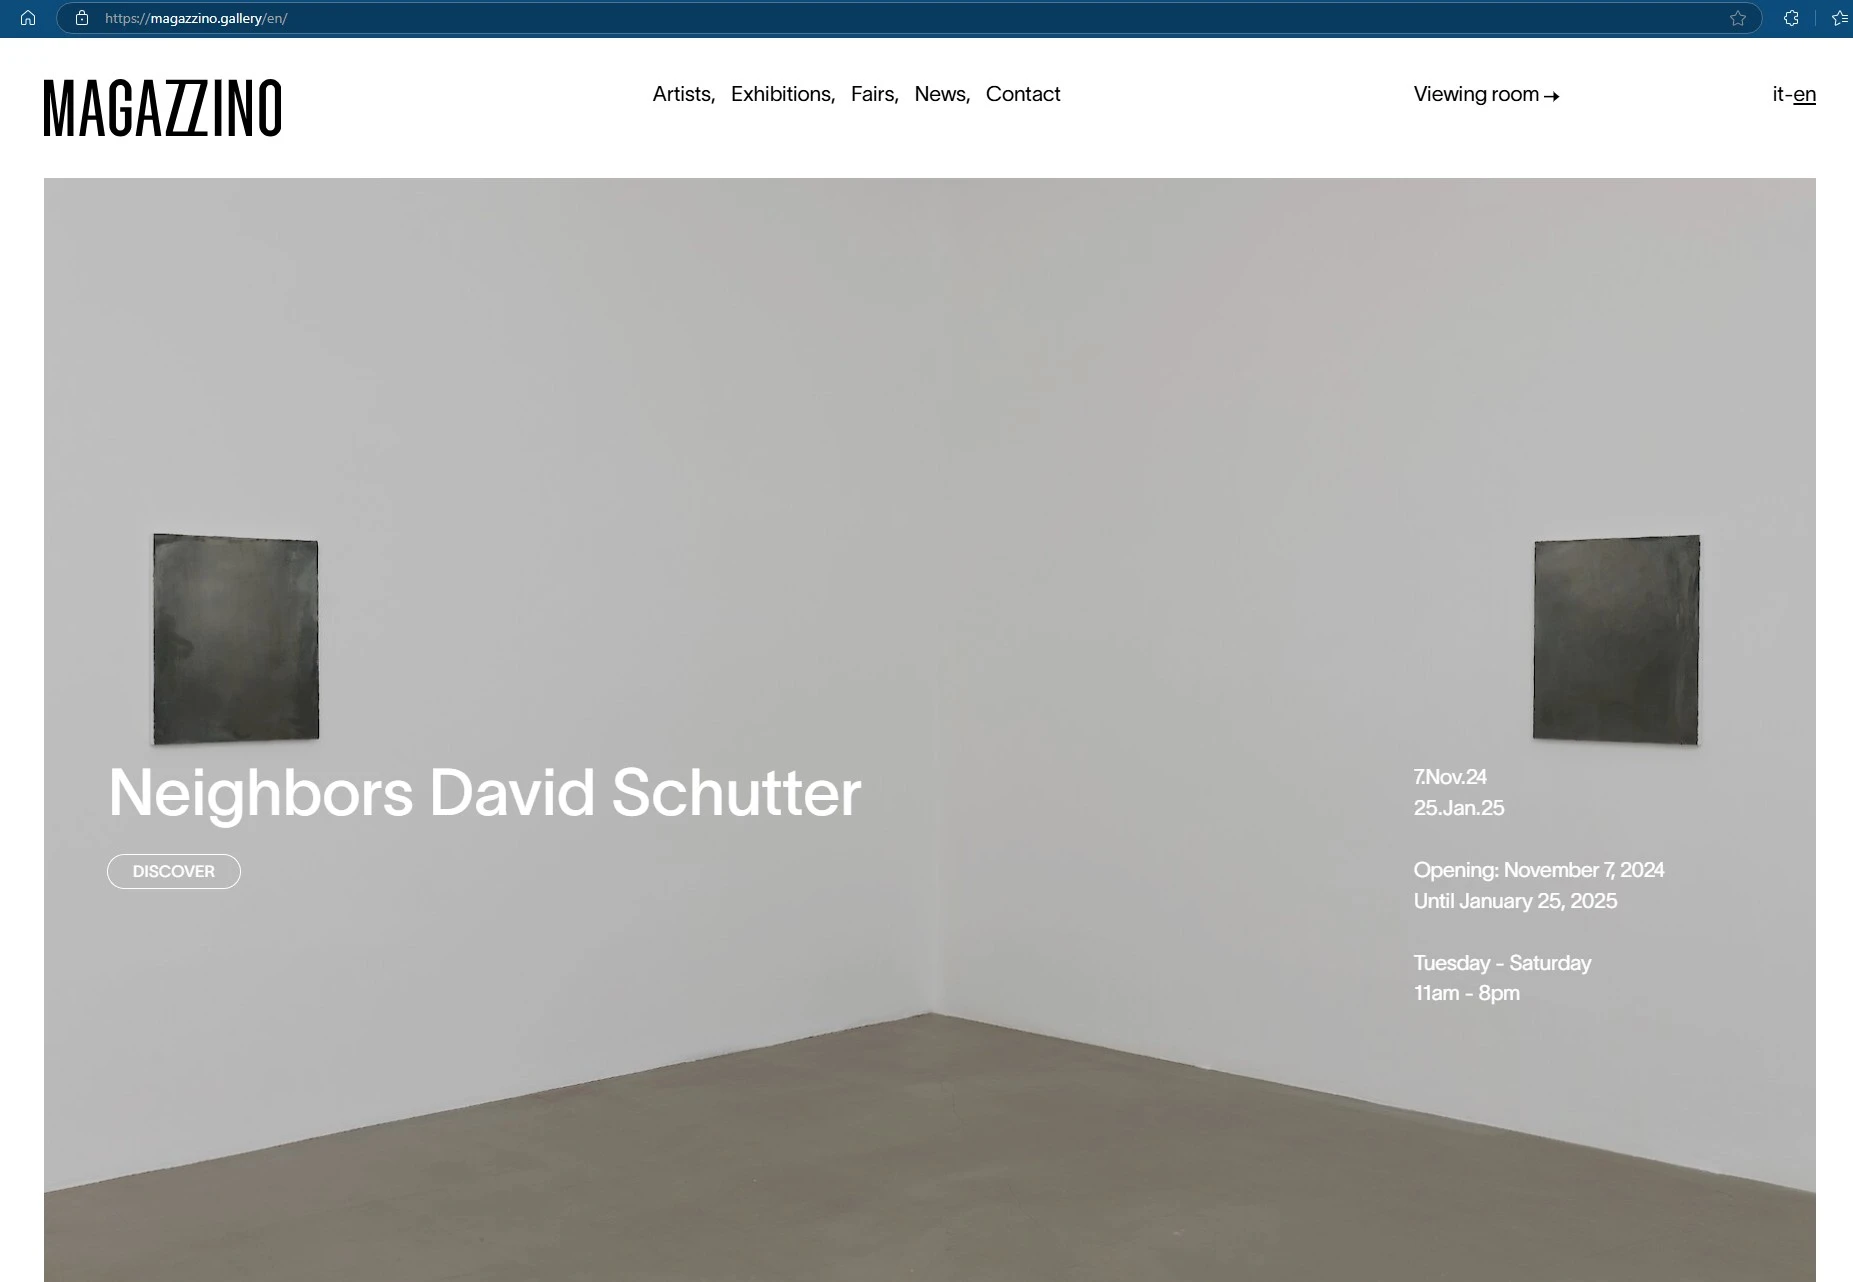 https://magazzino.gallery/en/
MAGAZZINO
Artists, Exhibitions, Fairs, News, Contact
Viewing room →
it-en
Neighbors David Schutter
DISCOVER
7.Nov.24
25.Jan.25
Opening: November 7, 2024
Until January 25, 2025
Tuesday - Saturday
11am - 8pm